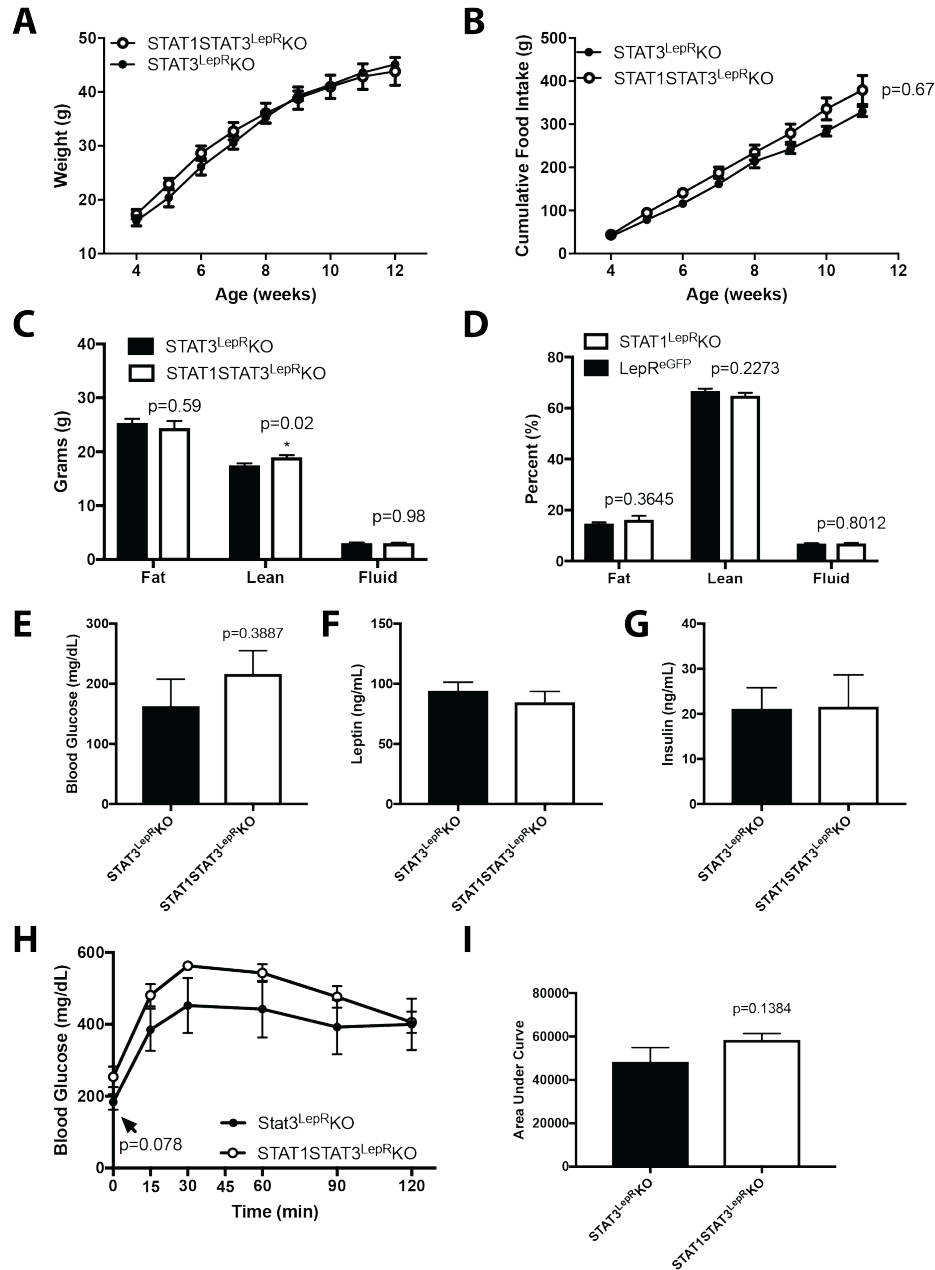 A
50
40
30
20
10
Weight (g)
STAT1STAT3LepRKO
STAT3LepRKO
4 6 8 10 12
Age (weeks)
B
500
400
300
200
100
0
Cumulative Food Intake (g)
STAT3LepRKO
STAT1STAT3LepRKO
p=0.67
4 6 8 10 12
Age (weeks)
C
40
30
20
10
0
Grams (g)
STAT3LepRKO
STAT1STAT3LepRKO
p=0.59
p=0.02
*
p=0.98
Fat Lean Fluid
D
80
60
40
20
0
Percent (%)
STAT1LepRKO
LepReGFP
p=0.2273
p=0.3645
p=0.8012
Fat Lean Fluid
E
300
200
100
0
Blood Glucose (mg/dL)
p=0.3887
STAT3LepRKO
STAT1STAT3LepRKO
F
150
100
50
0
Leptin (ng/mL)
STAT3LepRKO
STAT1STAT3LepRKO
G
40
30
20
10
0
Insulin (ng/mL)
STAT3LepRKO
STAT1STAT3LepRKO
H
600
400
200
0
Blood Glucose (mg/dL)
p=0.078
Stat3LepRKO
STAT1STAT3LepRKO
0 15 30 45 60 90 120
Time (min)
I
80000
60000
40000
20000
0
Area Under Curve
p=0.1384
STAT3LepRKO
STAT1STAT3LepRKO